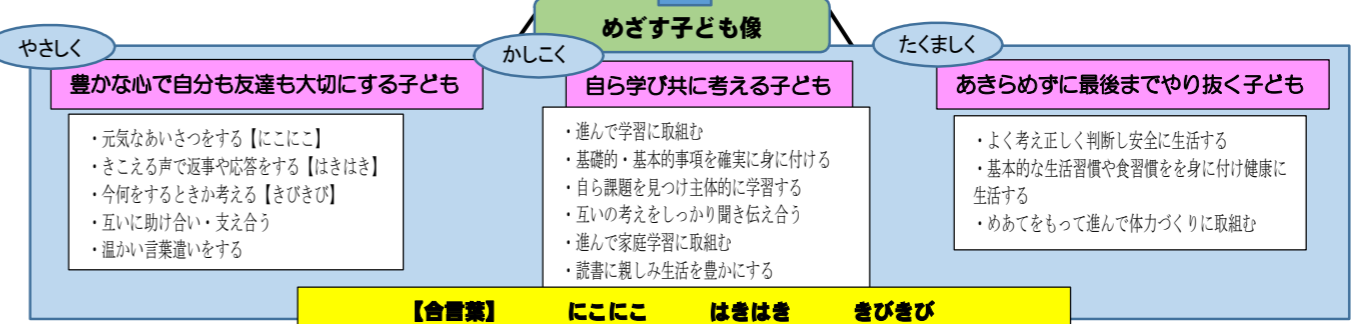 めざす子ども像
やさしく
豊かな心で自分も友達も大切にする子ども
・元気なあいさつをする【にこにこ】
・きこえる声で返事や応答をする【はきはき】
・今何をするときか考える【きびきび】
・互いに助け合い・支え合う
・温かい言葉遣いをする
かしこく
自ら学び共に考える子ども
・進んで学習に取組む
・基礎的・基本的事項を確実に身に付ける
・自ら課題を見つけ主体的に学習する
・互いの考えをしっかり聞き伝え合う
・進んで家庭学習に取組む
・読書に親しみ生活を豊かにする
たくましく
あきらめずに最後までやり抜く子ども
・よく考え正しく判断し安全に生活する
・基本的な生活習慣や食習慣をを身に付け健康に
生活する
・めあてをもって進んで体力づくりに取組む
【合言葉】 にこにこ はきはき きびきび